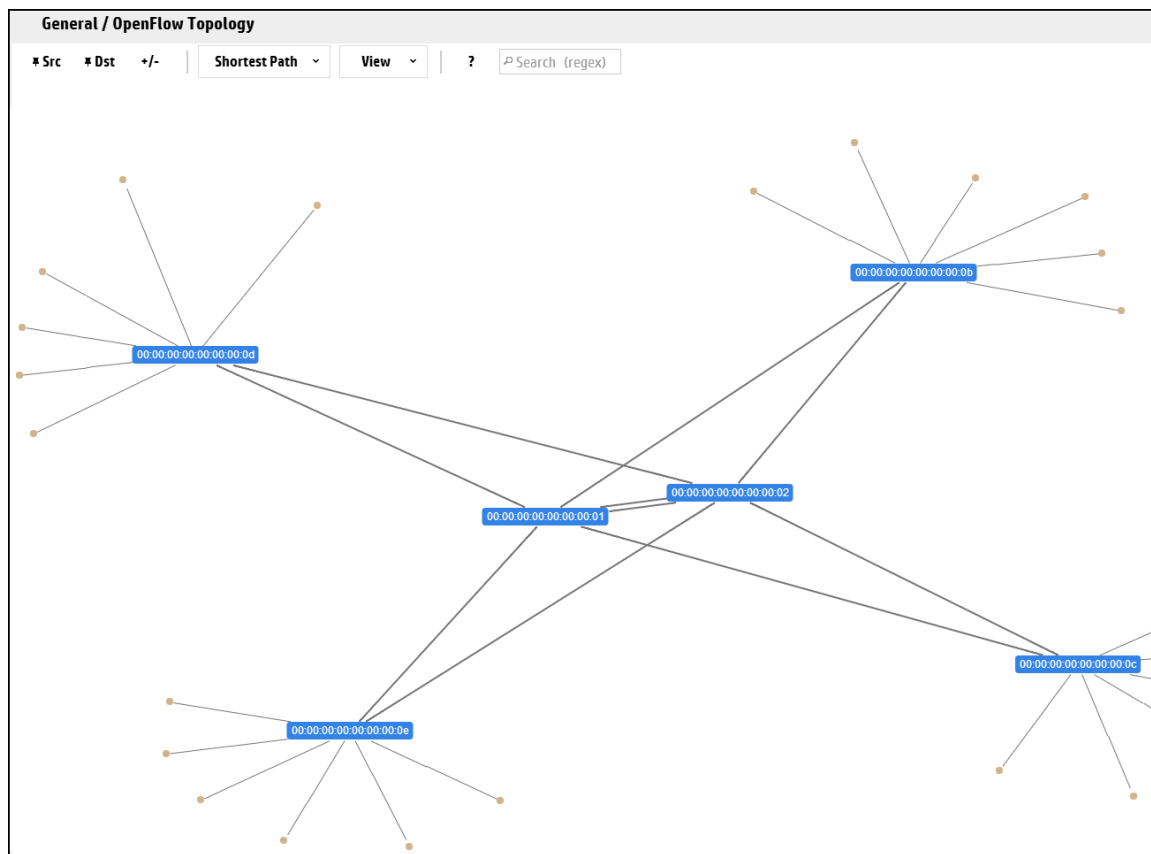 General / OpenFlow Topology
Src Dst +/- Shortest Path View ? Search (regex)
00:00:00:00:00:00:00:0b
00:00:00:00:00:00:00:0d
00:00:00:00:00:00:00:02
00:00:00:00:00:00:00:01
00:00:00:00:00:00:00:0c
00:00:00:00:00:00:00:0e